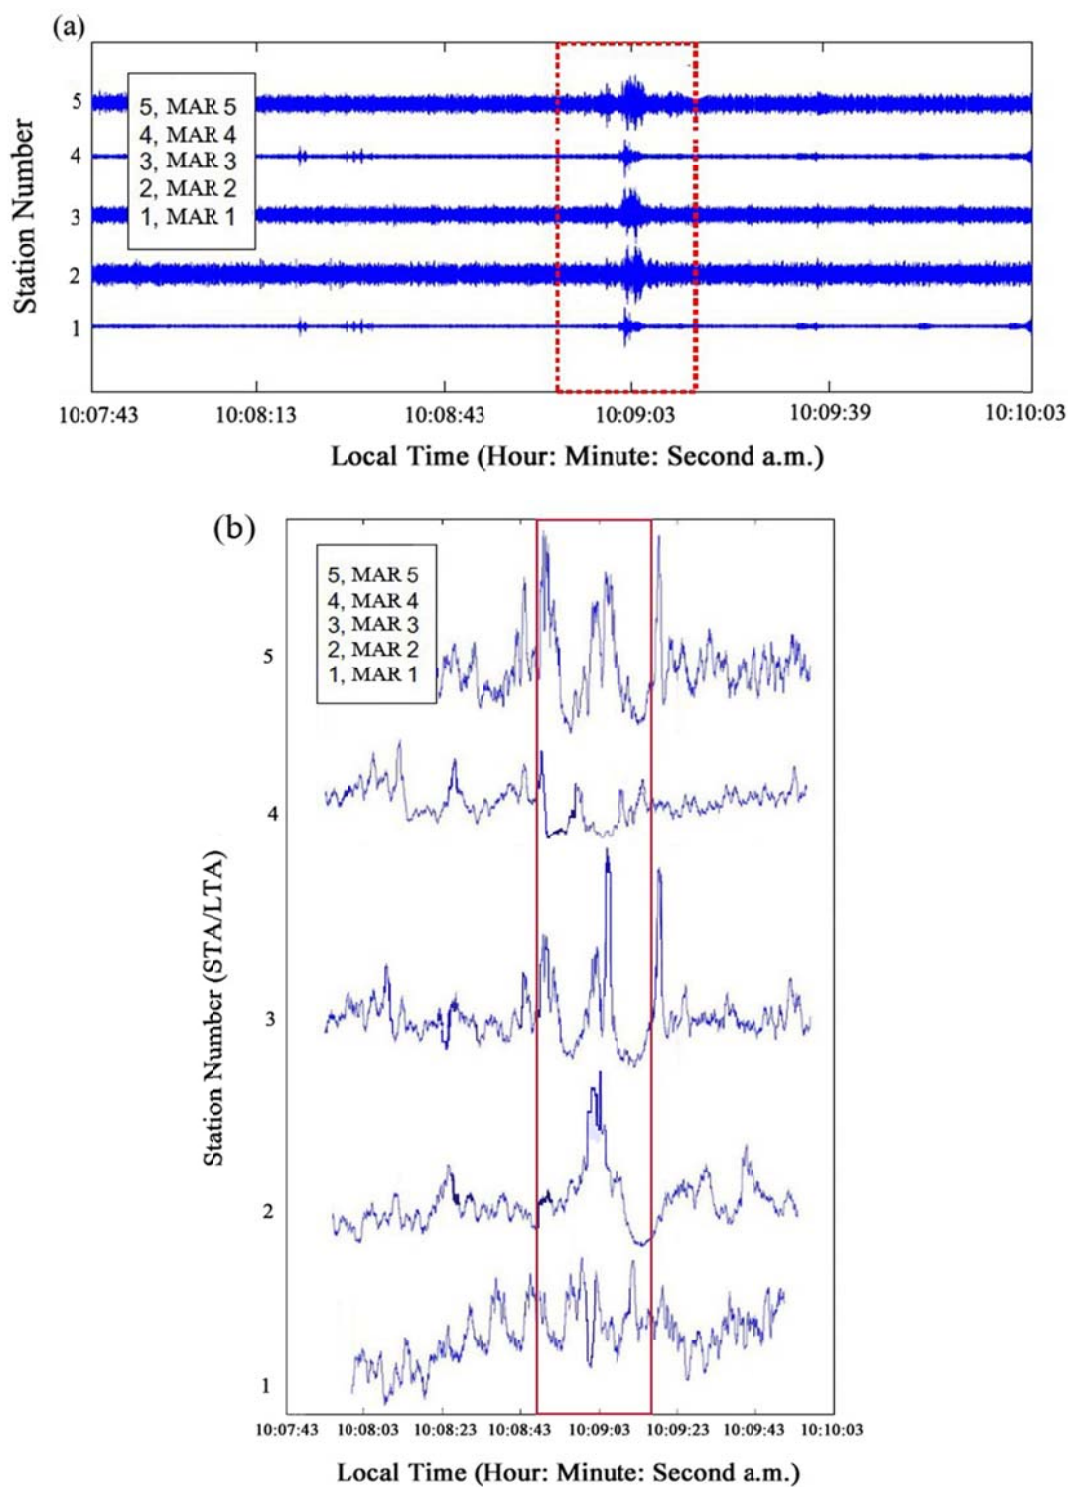 (a)
Station Number
5
4
3
2
1
5, MAR 5
4, MAR 4
3, MAR 3
2, MAR 2
1, MAR 1
10:07:43 10:08:13 10:08:43 10:09:03 10:09:39 10:10:03
Local Time (Hour: Minute: Second a.m.)
(b)
Station Number (STA/LTA)
5, MAR 5
4, MAR 4
3, MAR 3
2, MAR 2
1, MAR 1
5
4
3
2
1
10:07:43 10:08:03 10:08:23 10:08:43 10:09:03 10:09:23 10:09:43 10:10:03
Local Time (Hour: Minute: Second a.m.)